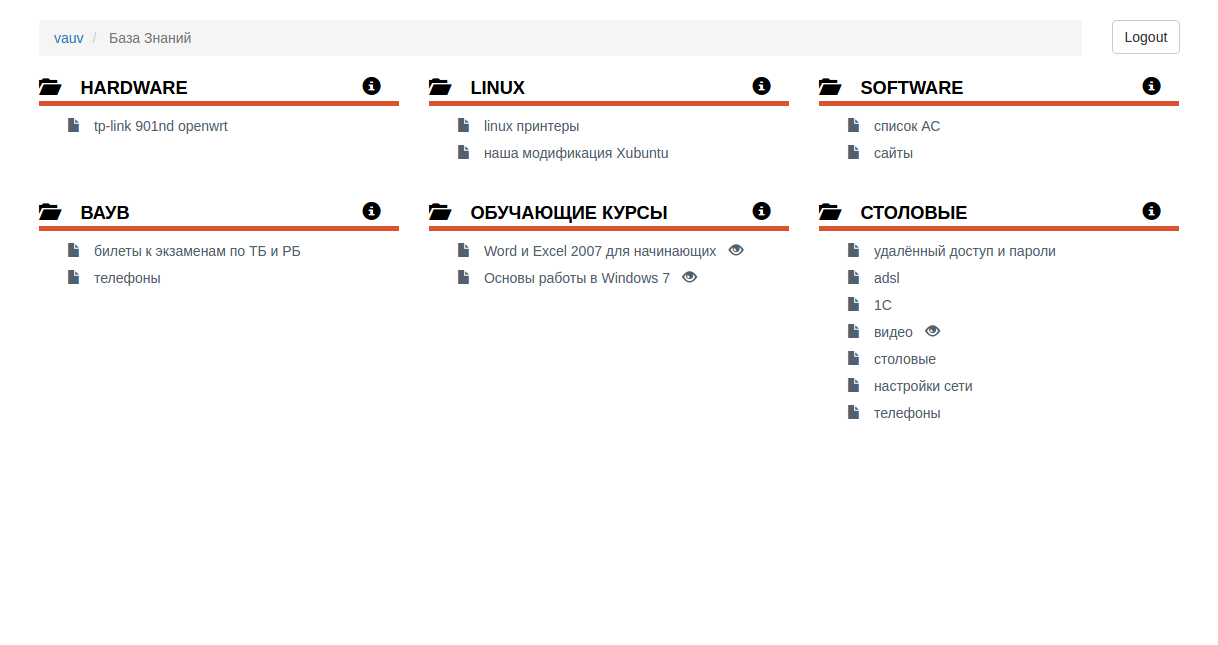 vauv / База Знаний
Logout
HARDWARE
tp-link 901nd openwrt
LINUX
linux принтеры
наша модификация Xubuntu
SOFTWARE
список АС
сайты
ВАУВ
билеты к экзаменам по ТБ и РБ
телефоны
ОБУЧАЮЩИЕ КУРСЫ
Word и Excel 2007 для начинающих
Основы работы в Windows 7
СТОЛОВЫЕ
удалённый доступ и пароли
adsl
1С
видео
столовые
настройки сети
телефоны